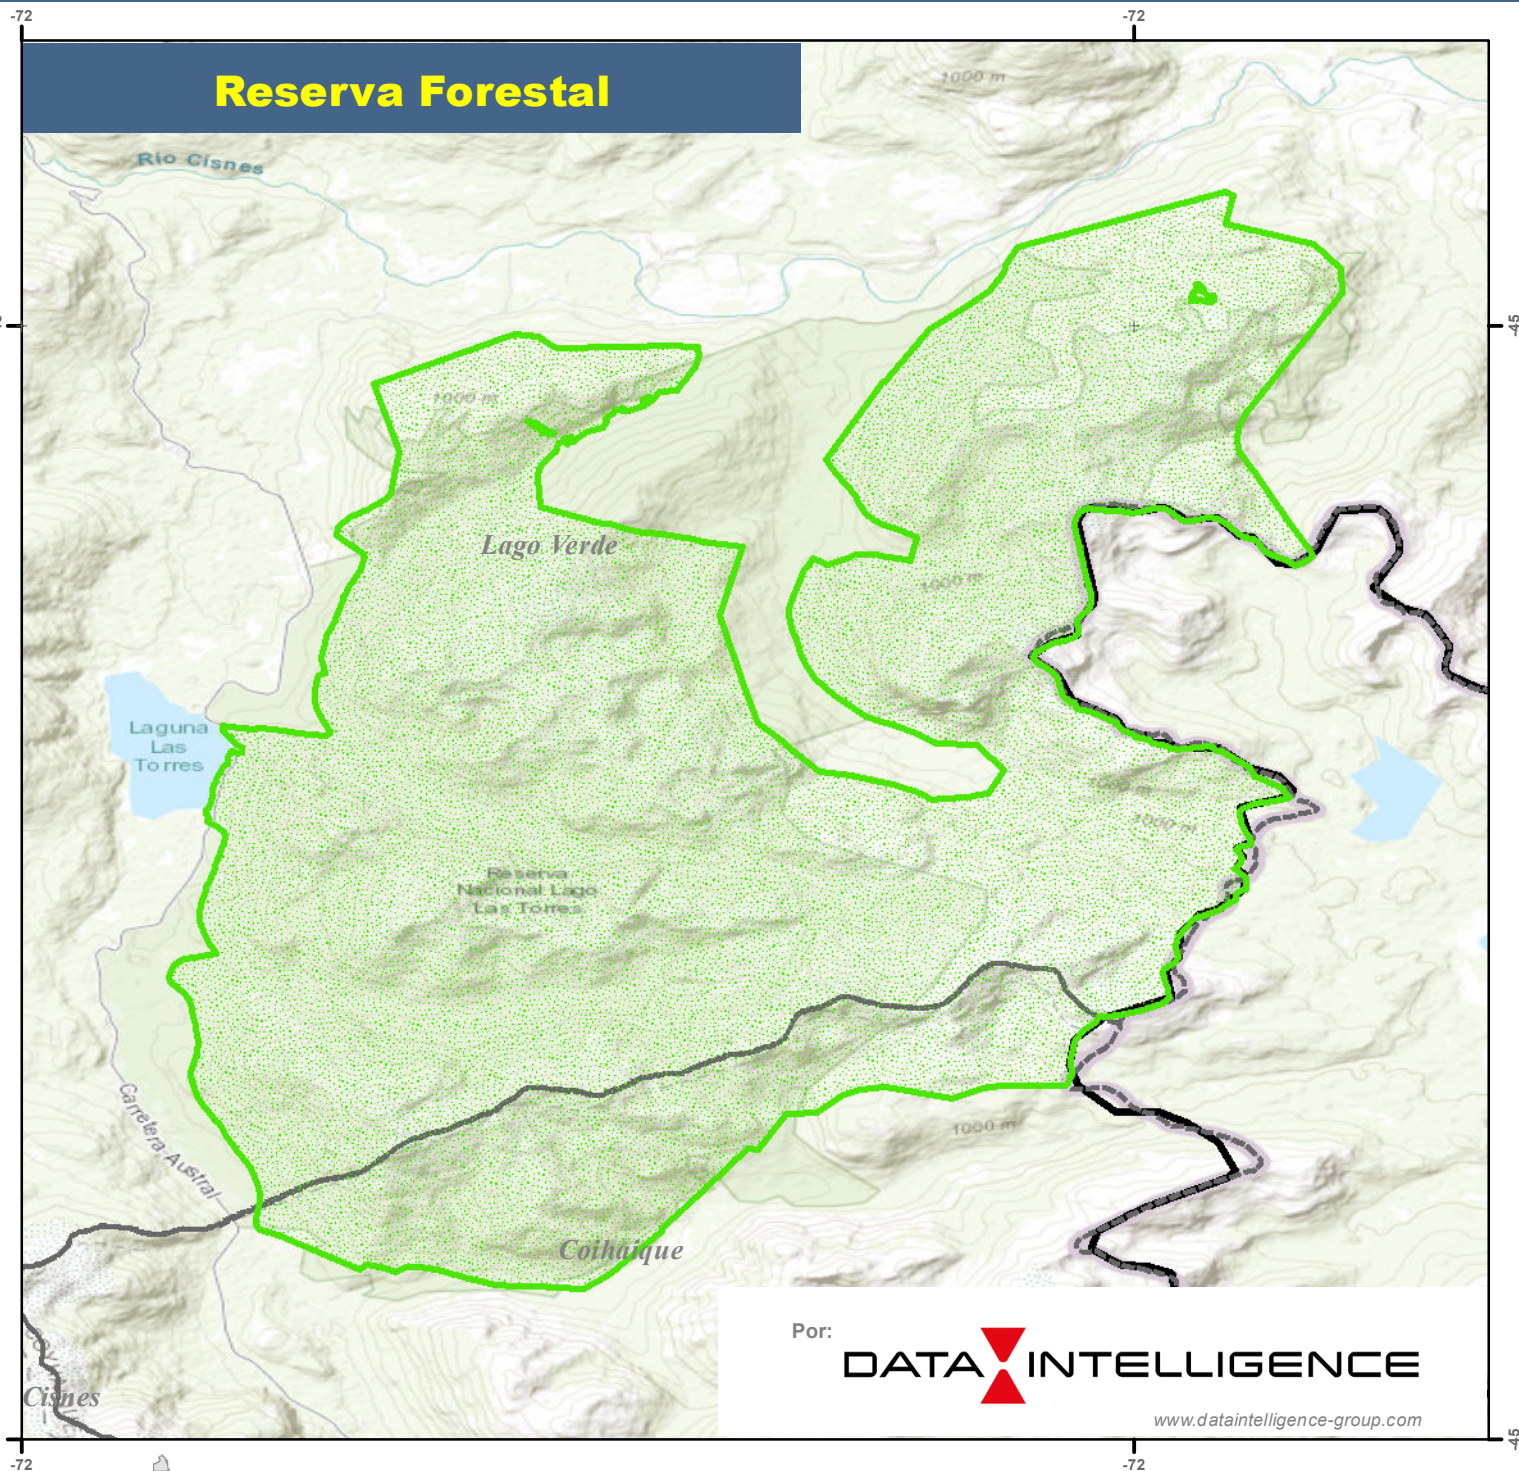 -72
-72
Reserva Forestal
1000 m
Rio Cisnes
-45
1000 m
Lago Verde
1000 m
Laguna
Las
Torres
1000 m
Reserva
Nacional Lago
Las Torres
Carretera Austral
1000 m
Coihaique
Por:
DATA INTELLIGENCE
www.dataintelligence-group.com
Cisnes
-45
-72
-72